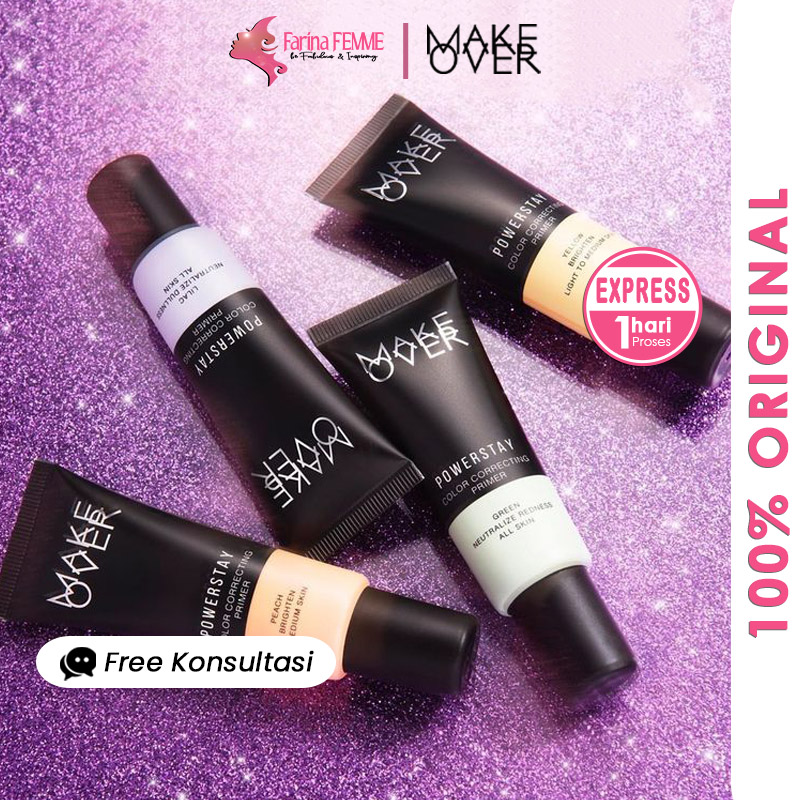 Farina FEMME
be Fabulous & Inspiring
MAKE
OVER
MAKE
OVER
POWERSTAY
COLOR CORRECTING
PRIMER
YELLOW
BRIGHTEN
LIGHT TO MEDIUM
EXPRESS
1 hari
Proses
MAKE
OVER
POWERSTAY
COLOR CORRECTING
PRIMER
LILAC
NEUTRALIZE DULLNESS
ALL SKIN
MAKE
OVER
POWERSTAY
COLOR CORRECTING
PRIMER
GREEN
NEUTRALIZE REDNESS
ALL SKIN
MAKE
OVER
POWERSTAY
COLOR CORRECTING
PRIMER
PEACH
BRIGHTEN
MEDIUM SKIN
Free Konsultasi
100% ORIGINAL